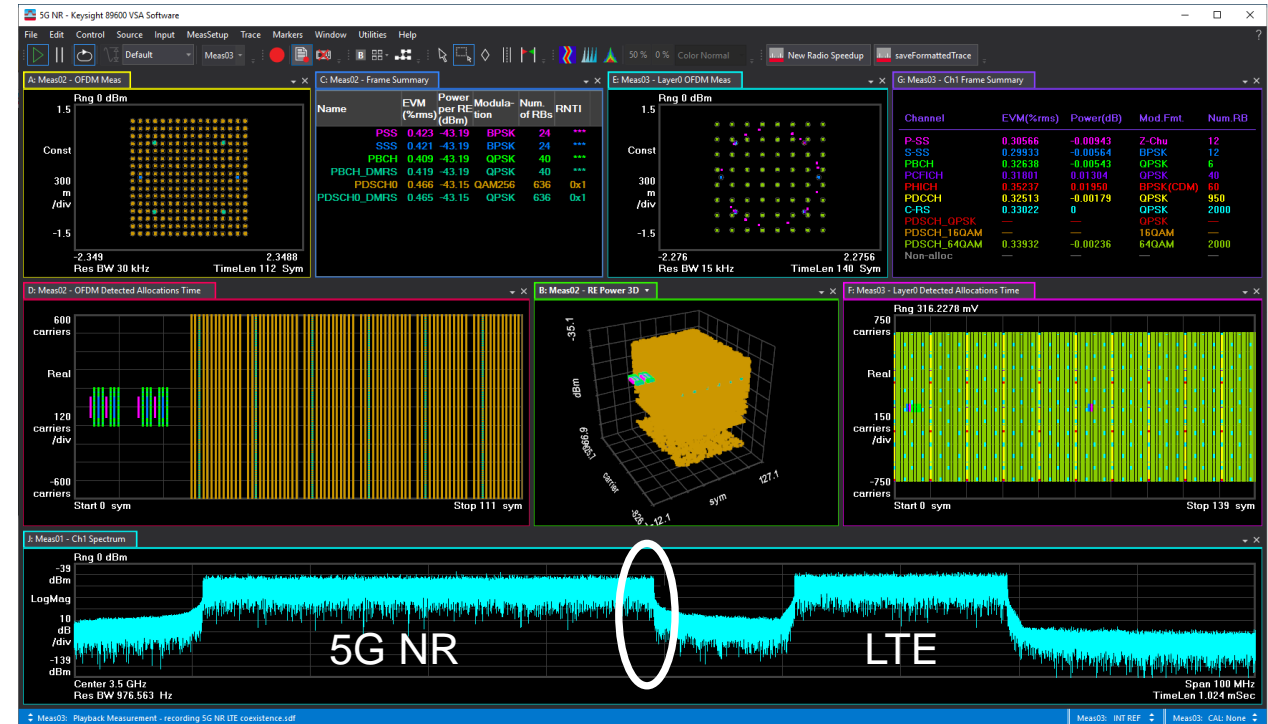 5G NR - Keysight 89600 VSA Software
File Edit Control Source Input MeasSetup Trace Markers Window Utilities Help ?
Default Meas03 B 50 % 0 % Color Normal New Radio Speedup saveFormattedTrace
A: Meas02 - OFDM Meas
Rng 0 dBm
1.5
Const
300
m
/div
-1.5
-2.349 2.3488
Res BW 30 kHz TimeLen 112 Sym
C: Meas02 - Frame Summary
Name EVM (%rms) Power per RE (dBm) Modula-tion Num. of RBs RNTI
PSS 0.423 -43.19 BPSK 24 ***
SSS 0.421 -43.19 BPSK 24 ***
PBCH 0.409 -43.19 QPSK 40 ***
PBCH_DMRS 0.419 -43.19 QPSK 40 ***
PDSCH0 0.466 -43.15 QAM256 636 0x1
PDSCH0_DMRS 0.465 -43.15 QPSK 636 0x1
E: Meas03 - Layer0 OFDM Meas
Rng 0 dBm
1.5
Const
300
m
/div
-1.5
-2.276 2.2756
Res BW 15 kHz TimeLen 140 Sym
G: Meas03 - Ch1 Frame Summary
Channel EVM(%rms) Power(dB) Mod.Fmt. Num.RB
P-SS 0.30566 -0.00943 Z-Chu 12
S-SS 0.29933 -0.00564 BPSK 12
PBCH 0.32638 -0.00543 QPSK 6
PCFICH 0.31801 0.01304 QPSK 40
PHICH 0.35237 0.01950 BPSK(CDM) 60
PDCCH 0.32513 -0.00179 QPSK 950
C-RS 0.33022 0 QPSK 2000
PDSCH_QPSK — — QPSK —
PDSCH_16QAM — — 16QAM —
PDSCH_64QAM 0.33932 -0.00236 64QAM 2000
Non-alloc — — — —
D: Meas02 - OFDM Detected Allocations Time
600
carriers
Real
120
carriers
/div
-600
carriers
Start 0 sym Stop 111 sym
B: Meas02 - RE Power 3D
-35.1
dBm
carrier
sym
127.1
-12.1
F: Meas03 - Layer0 Detected Allocations Time
Rng 316.2278 mV
750
carriers
Real
150
carriers
/div
-750
carriers
Start 0 sym Stop 139 sym
J: Meas01 - Ch1 Spectrum
Rng 0 dBm
-39
dBm
LogMag
10
dB
/div
-139
dBm
5G NR LTE
Center 3.5 GHz Span 100 MHz
Res BW 976.563 Hz TimeLen 1.024 mSec
Meas03: Playback Measurement - recording 5G NR LTE coexistence.sdf Meas03: INT REF Meas03: CAL: None